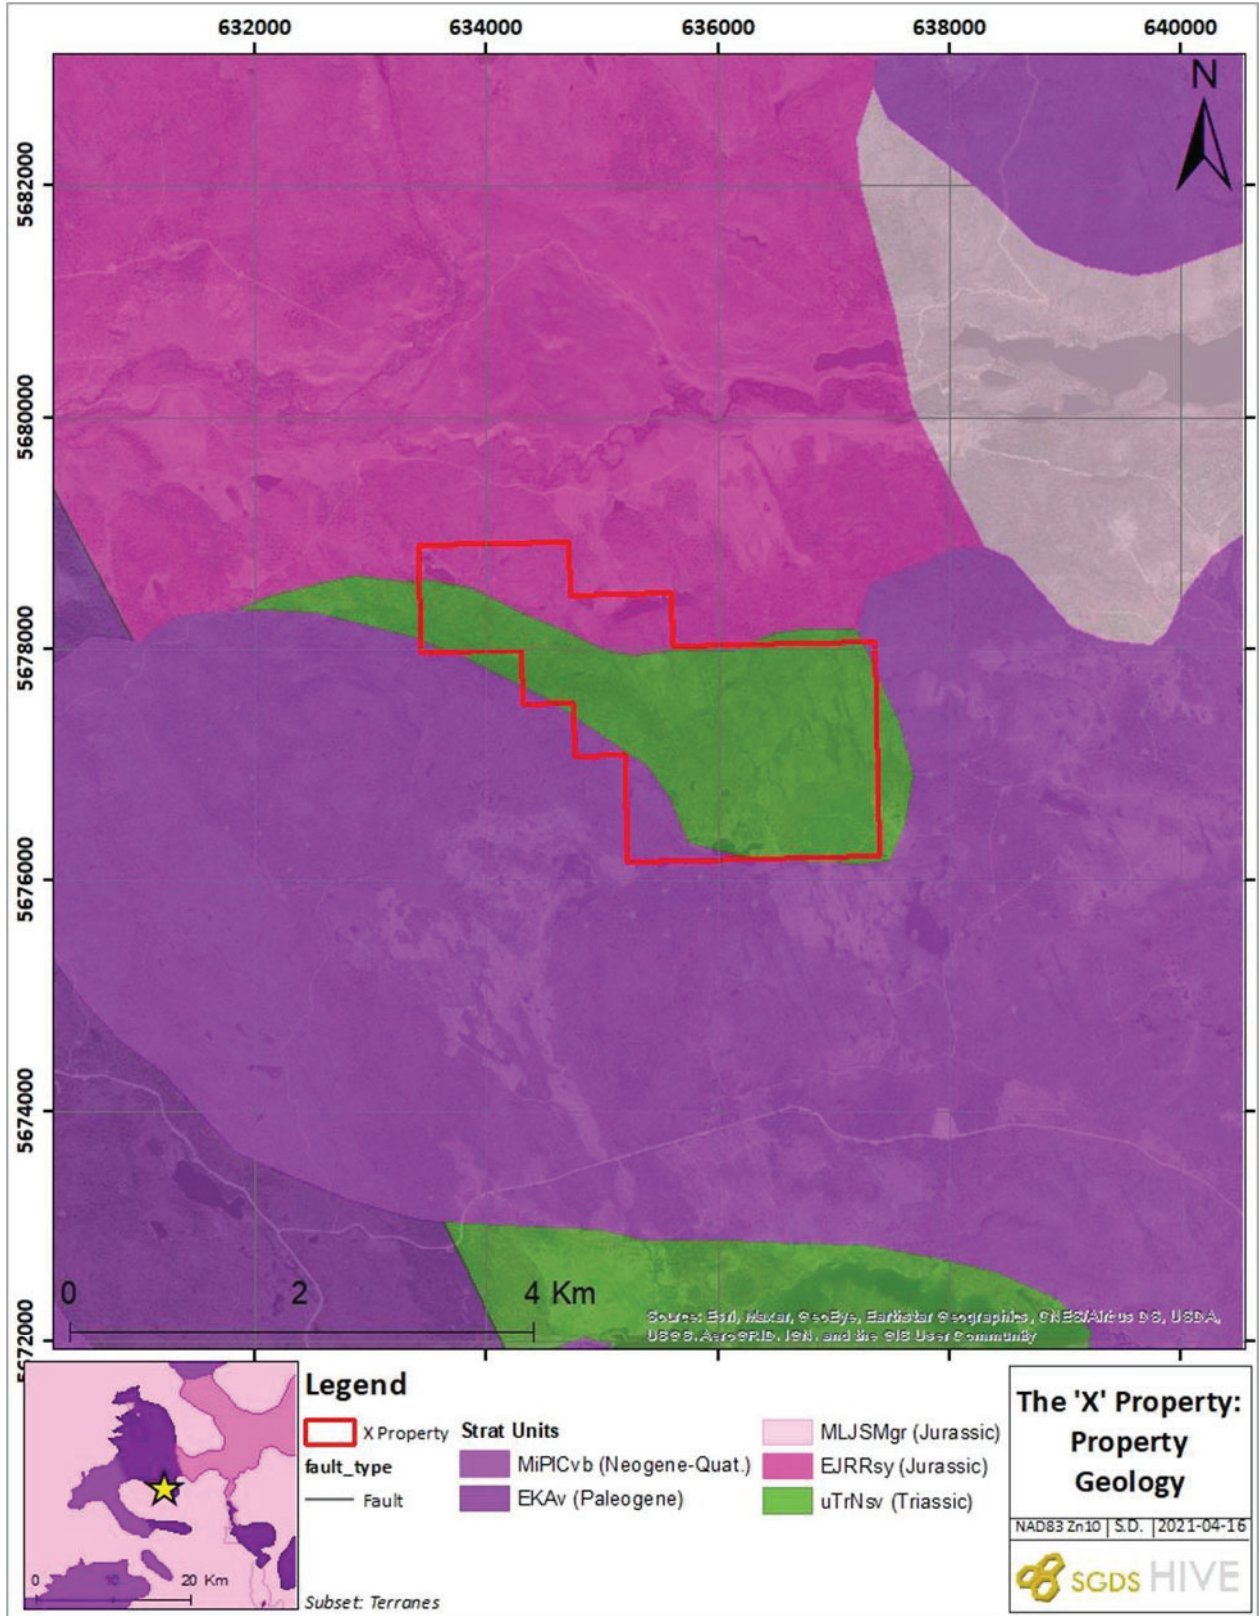 632000 634000 636000 638000 640000
N
5682000
5680000
5678000
5676000
5674000
5672000
0 2 4 Km
Source: Esri, Maxar, GeoEye, Earthstar Geographics, CNES/Airbus DS, USDA,
USGS, AeroGRID, IGN, and the GIS User Community
Legend
X Property
fault_type
Fault
Strat Units
MiPlCvb (Neogene-Quat.)
EKAv (Paleogene)
MLJSMgr (Jurassic)
EJRRsy (Jurassic)
uTrNsv (Triassic)
0 10 20 Km
Subset: Terranes
The 'X' Property:
Property
Geology
NAD83 Zn10 S.D. 2021-04-16
SGDS HIVE